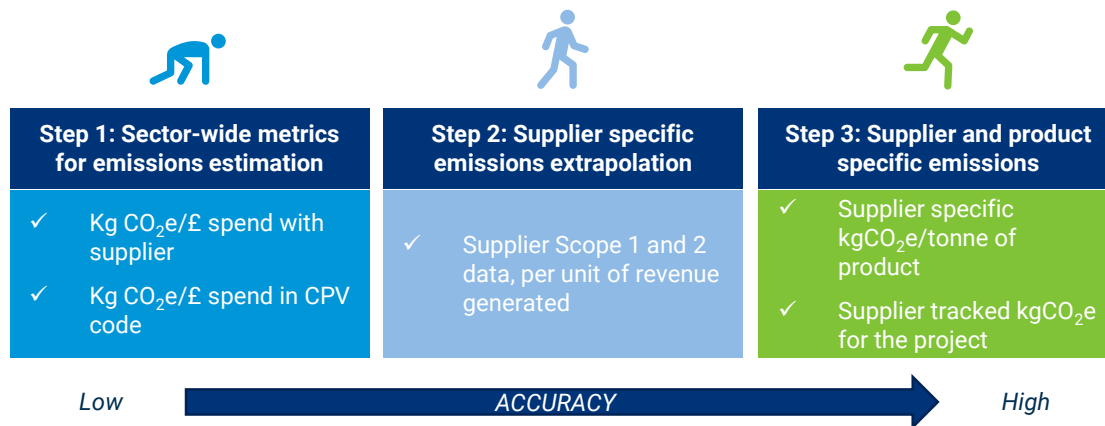 Step 1: Sector-wide metrics
for emissions estimation
✓ Kg CO₂e/£ spend with
supplier
✓ Kg CO₂e/£ spend in CPV
code
Step 2: Supplier specific
emissions extrapolation
✓ Supplier Scope 1 and 2
data, per unit of revenue
generated
Step 3: Supplier and product
specific emissions
✓ Supplier specific
kgCO₂e/tonne of
product
✓ Supplier tracked kgCO₂e
for the project
Low
ACCURACY
High